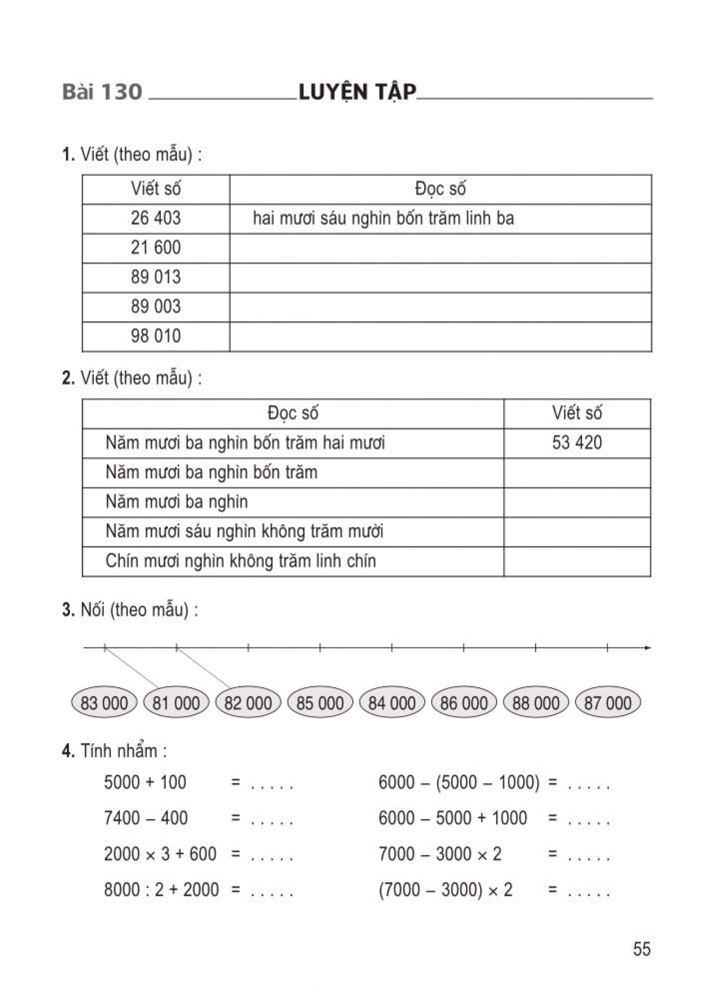 Bài 130 LUYỆN TẬP
1. Viết (theo mẫu) :
Viết số Đọc số
26 403 hai mươi sáu nghìn bốn trăm linh ba
21 600
89 013
89 003
98 010
2. Viết (theo mẫu) :
Đọc số Viết số
Năm mươi ba nghìn bốn trăm hai mươi 53 420
Năm mươi ba nghìn bốn trăm
Năm mươi ba nghìn
Năm mươi sáu nghìn không trăm mười
Chín mươi nghìn không trăm linh chín
3. Nối (theo mẫu) :
83 000 81 000 82 000 85 000 84 000 86 000 88 000 87 000
4. Tính nhẩm :
5000 + 100 = . . . . . 6000 – (5000 – 1000) = . . . . .
7400 – 400 = . . . . . 6000 – 5000 + 1000 = . . . . .
2000 × 3 + 600 = . . . . . 7000 – 3000 × 2 = . . . . .
8000 : 2 + 2000 = . . . . . (7000 – 3000) × 2 = . . . . .
55